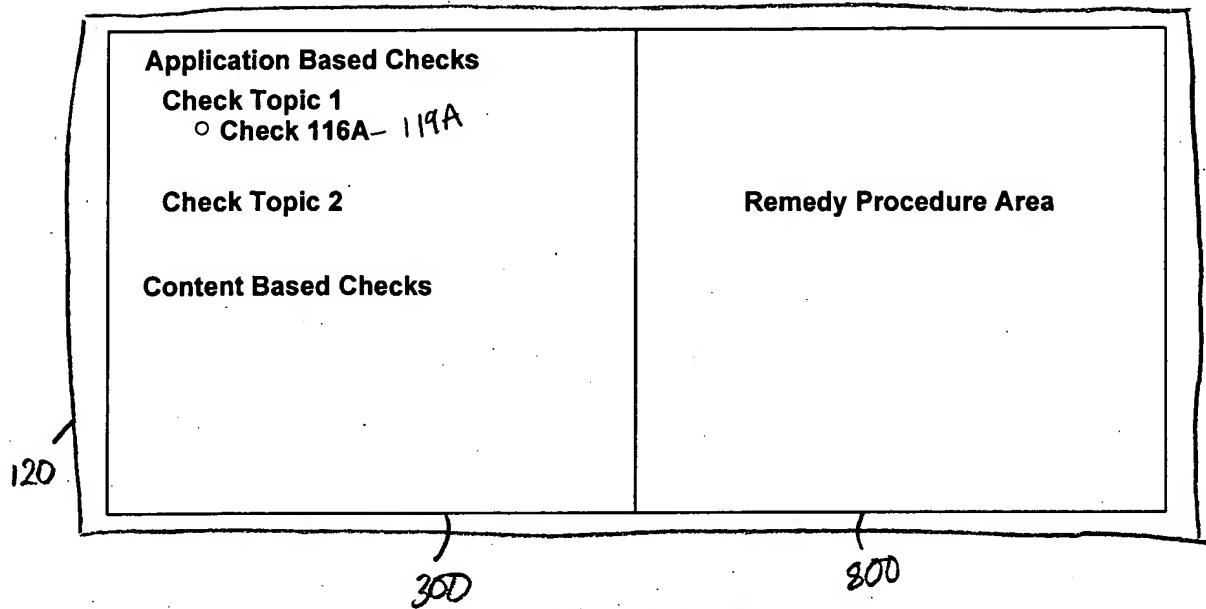 Application Based Checks
Check Topic 1
○ Check 116A– 119A
Check Topic 2
Content Based Checks
Remedy Procedure Area
120
300
800